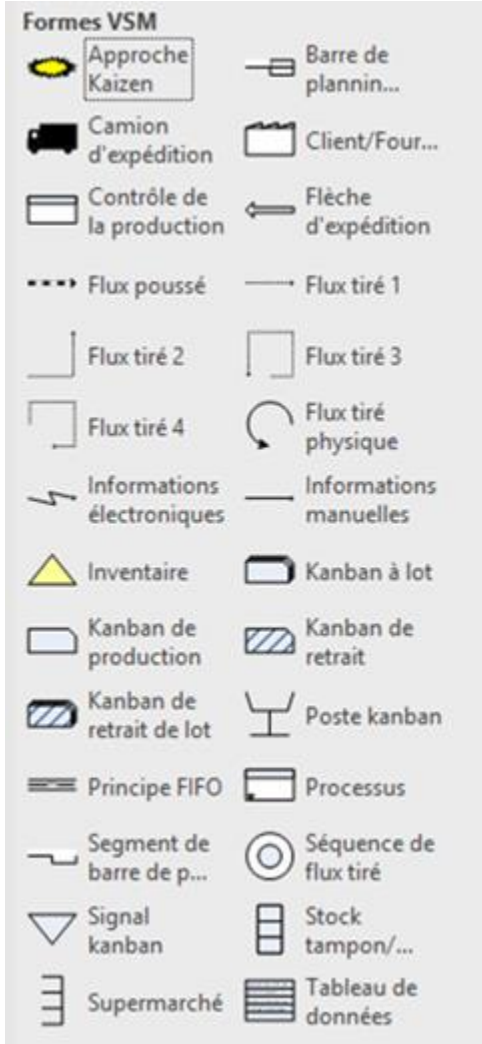 Formes VSM
Approche
Kaizen
Barre de
plannin...
Camion
d'expédition
Client/Four...
Contrôle de
la production
Flèche
d'expédition
Flux poussé
Flux tiré 1
Flux tiré 2
Flux tiré 3
Flux tiré 4
Flux tiré
physique
Informations
électroniques
Informations
manuelles
Inventaire
Kanban à lot
Kanban de
production
Kanban de
retrait
Kanban de
retrait de lot
Poste kanban
Principe FIFO
Processus
Segment de
barre de p...
Séquence de
flux tiré
Signal
kanban
Stock
tampon/...
Supermarché
Tableau de
données